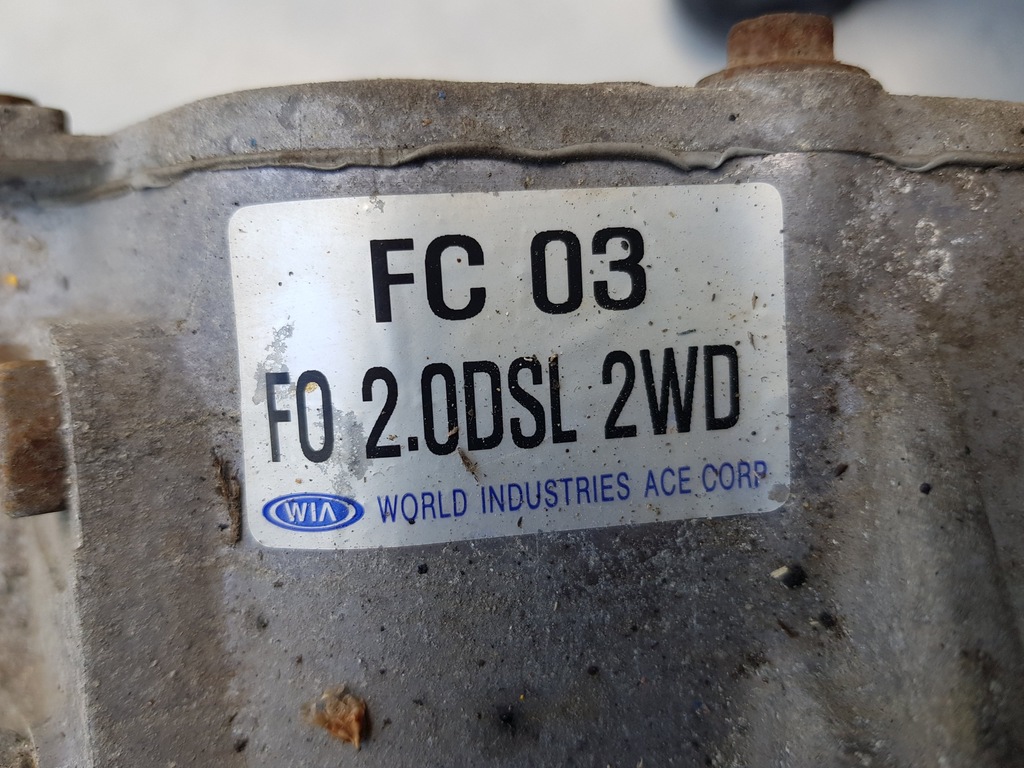 FC 03
FO 2.0DSL 2WD
WIA WORLD INDUSTRIES ACE CORP